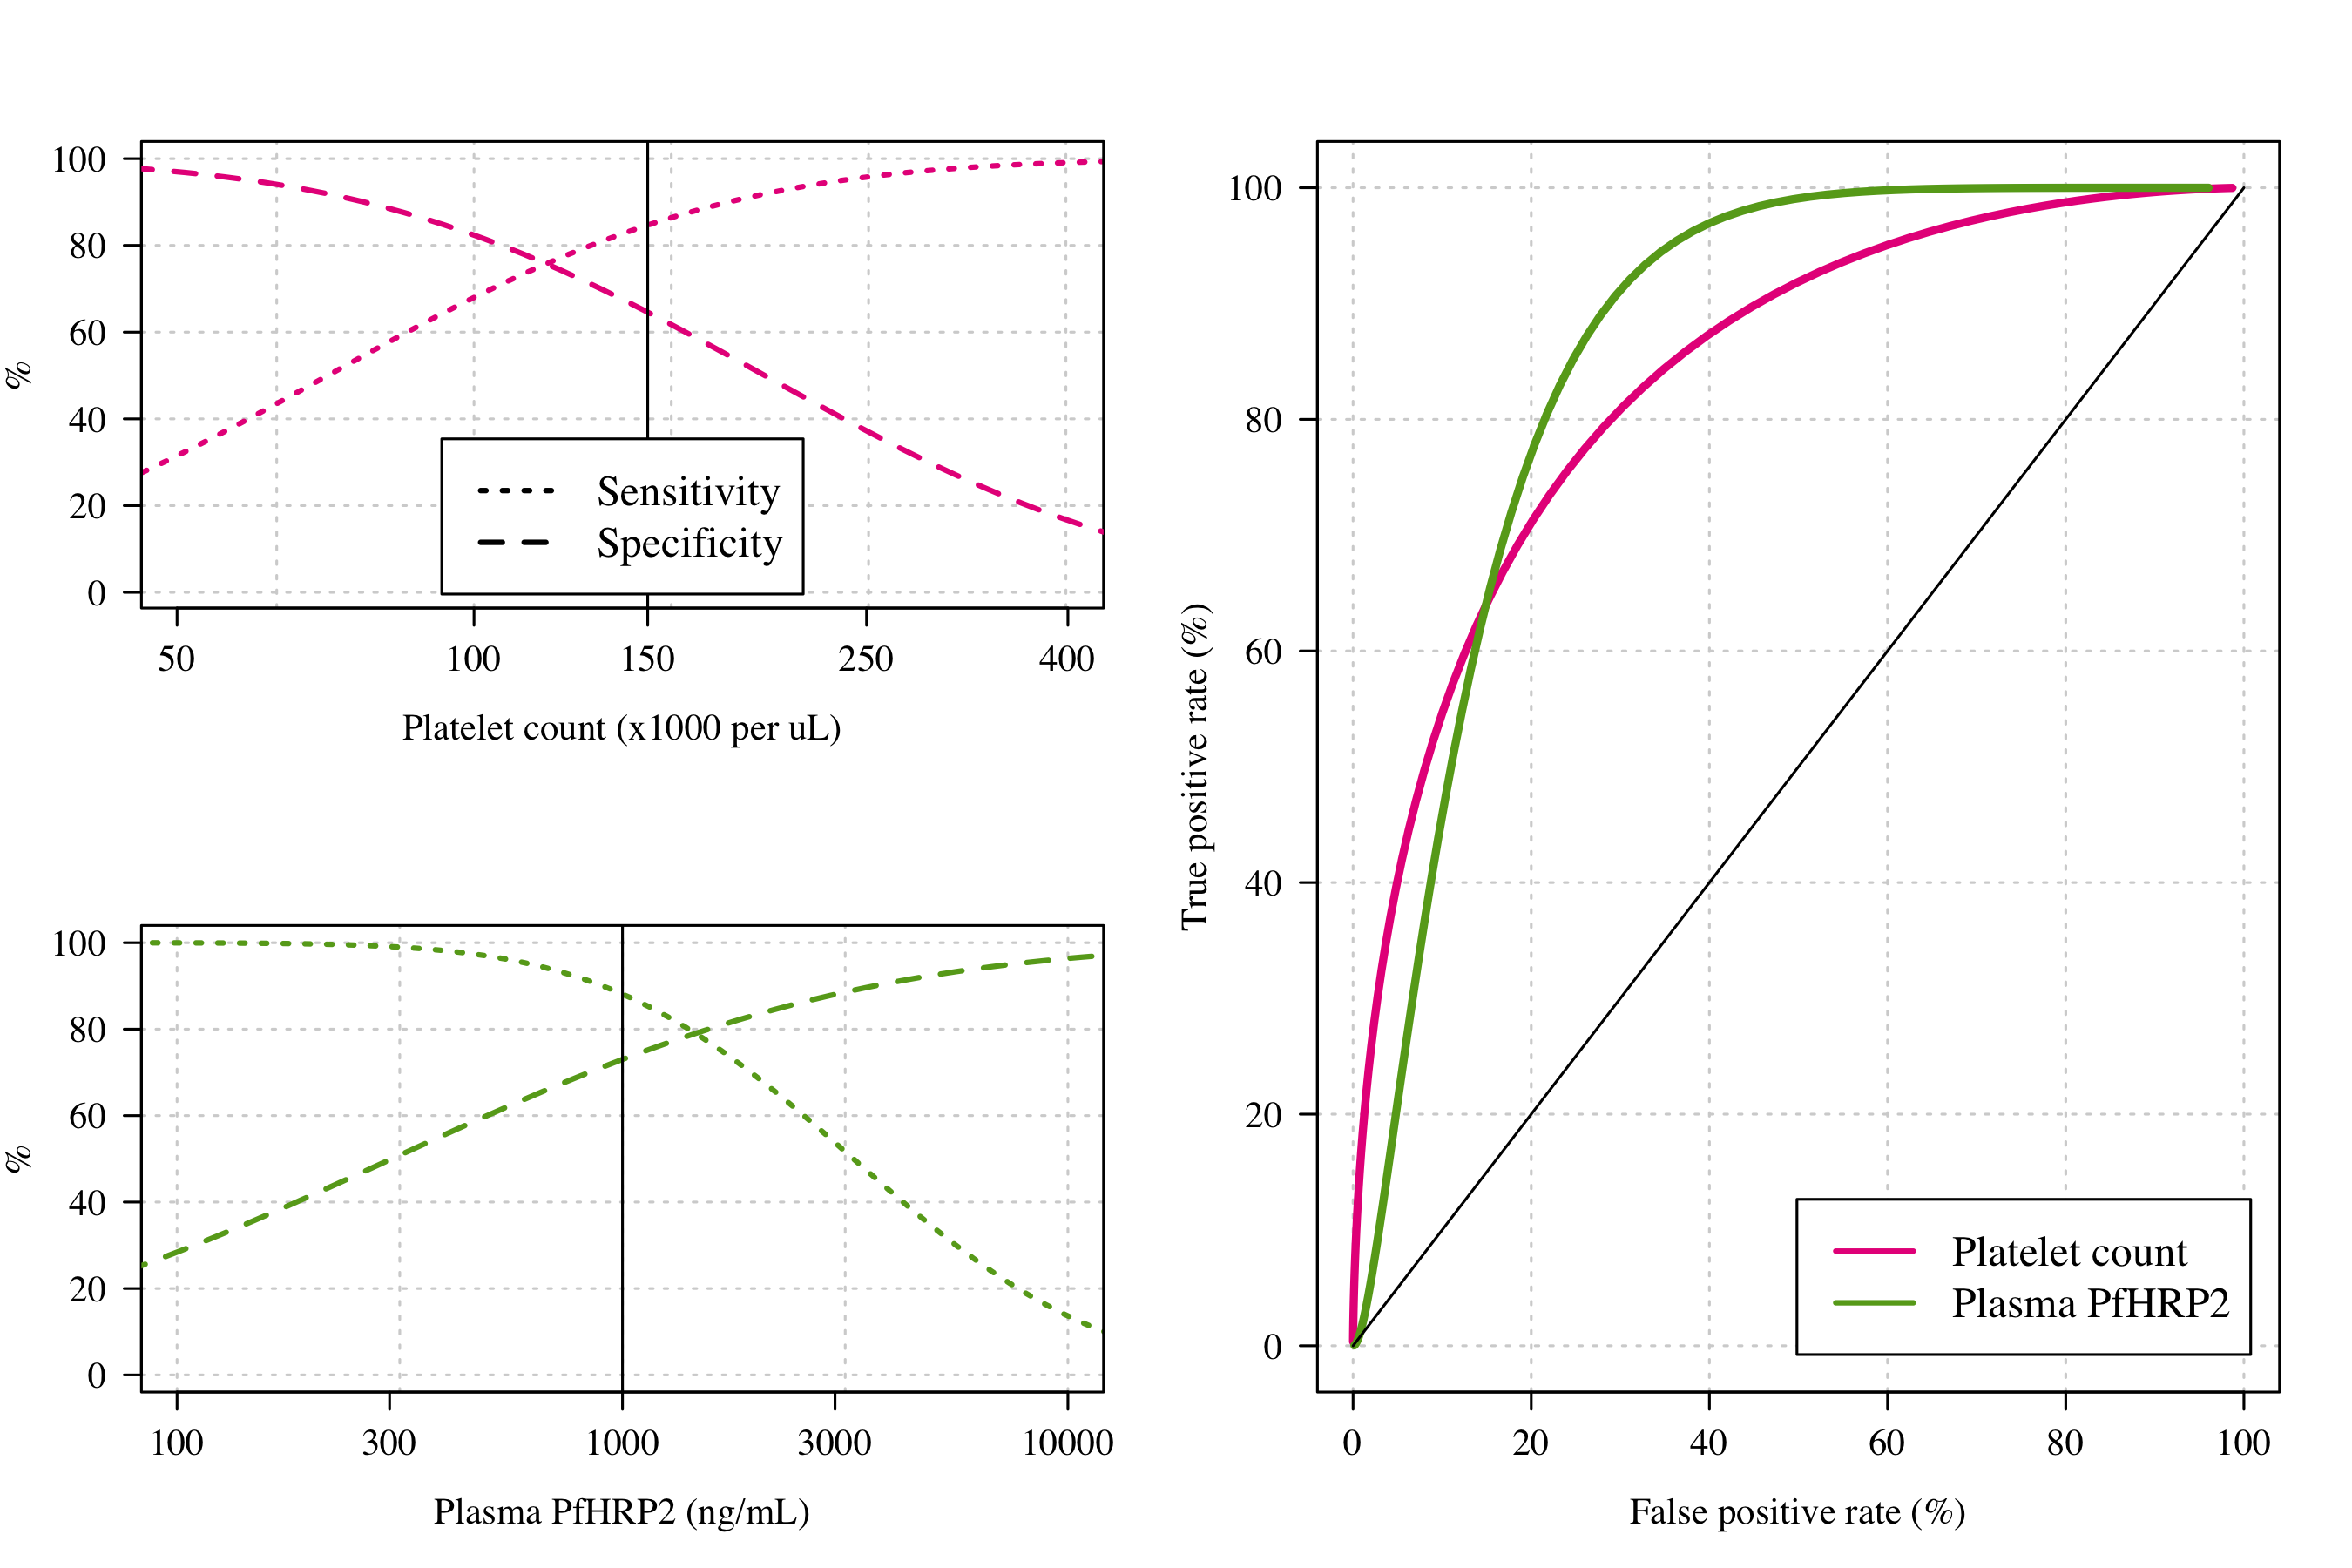 100
80
60
40
20
0
%
Sensitivity
Specificity
50 100 150 250 400
Platelet count (x1000 per uL)
100
80
60
40
20
0
%
100 300 1000 3000 10000
Plasma PfHRP2 (ng/mL)
100
80
60
40
20
0
True positive rate (%)
Platelet count
Plasma PfHRP2
0 20 40 60 80 100
False positive rate (%)